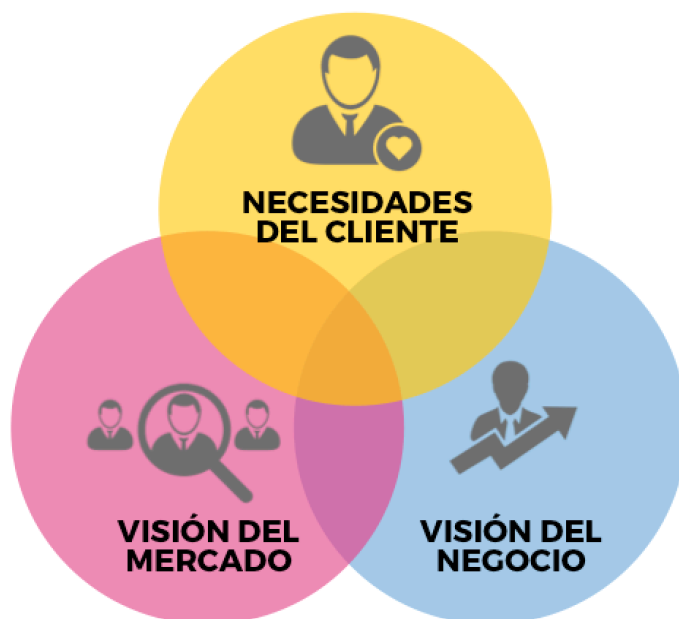 NECESIDADES
DEL CLIENTE
VISIÓN DEL
MERCADO
VISIÓN DEL
NEGOCIO